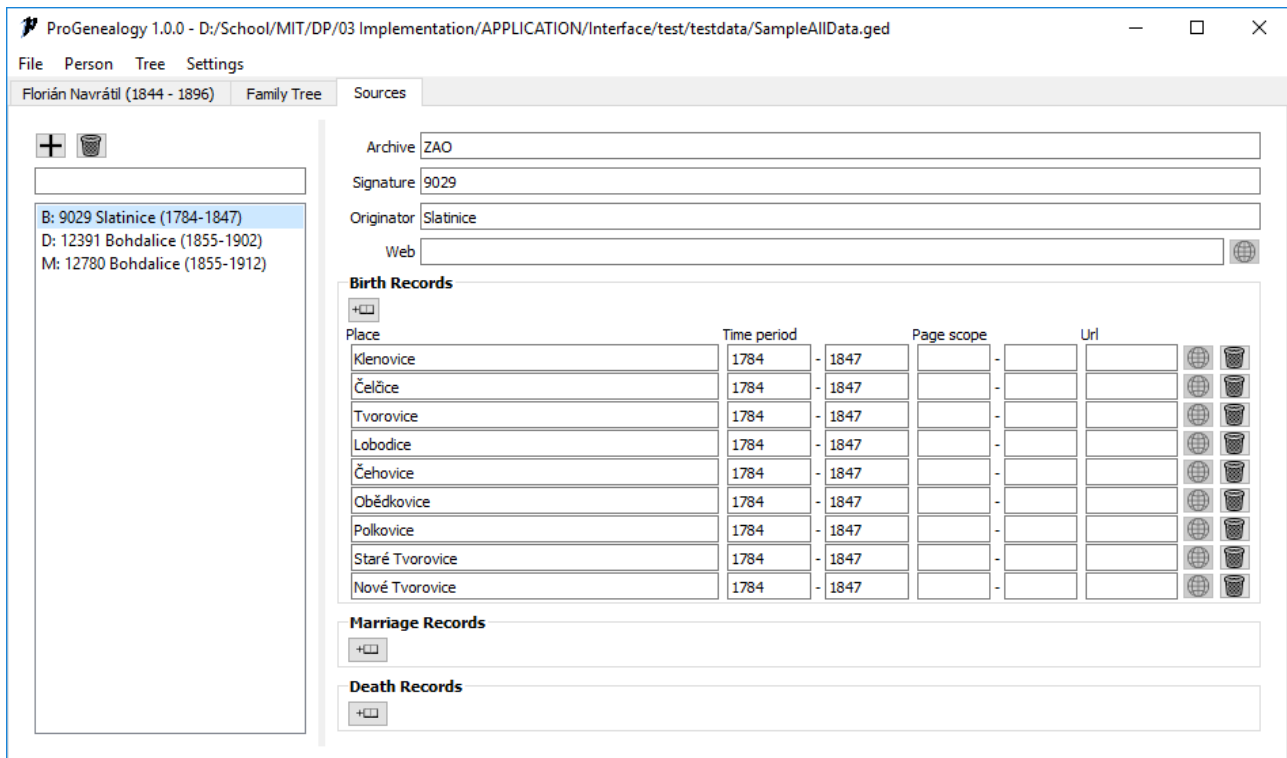 ProGenealogy 1.0.0 - D:/School/MIT/DP/03 Implementation/APPLICATION/Interface/test/testdata/SampleAllData.ged
File Person Tree Settings
Florián Navrátil (1844 - 1896) Family Tree Sources
B: 9029 Slatinice (1784-1847)
D: 12391 Bohdalice (1855-1902)
M: 12780 Bohdalice (1855-1912)
Archive ZAO
Signature 9029
Originator Slatinice
Web
Birth Records
Place Time period Page scope Url
Klenovice 1784 - 1847 -
Čelčice 1784 - 1847 -
Tvorovice 1784 - 1847 -
Lobodice 1784 - 1847 -
Čehovice 1784 - 1847 -
Obědkovice 1784 - 1847 -
Polkovice 1784 - 1847 -
Staré Tvorovice 1784 - 1847 -
Nové Tvorovice 1784 - 1847 -
Marriage Records
Death Records